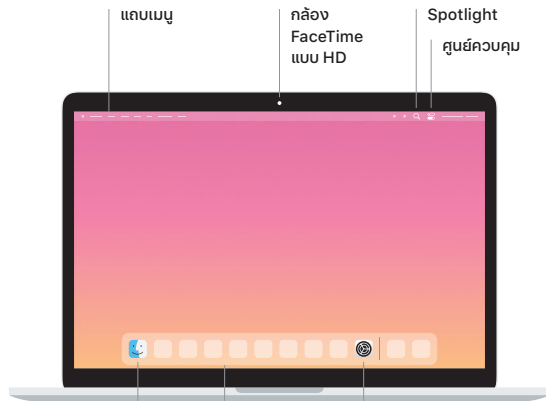 แถบเมนู
กล้อง
FaceTime
แบบ HD
Spotlight
ศูนย์ควบคุม